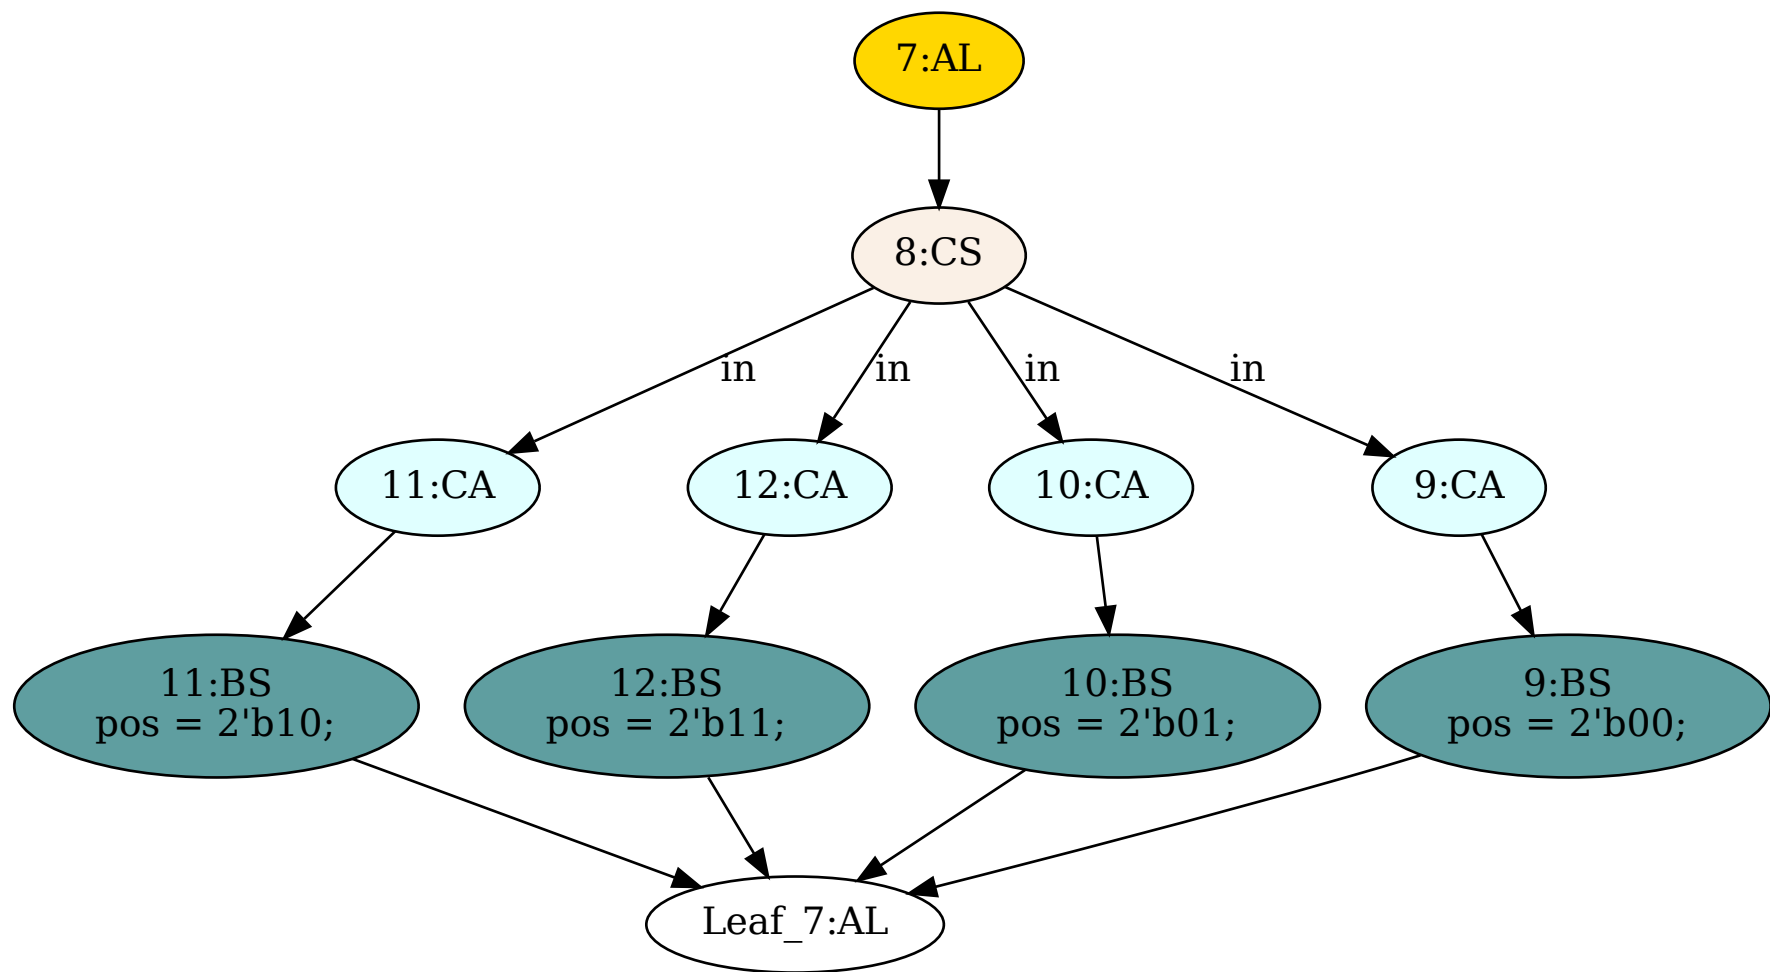 7:AL
8:CS
in
in
in
in
11:CA
12:CA
10:CA
9:CA
11:BS
pos = 2'b10;
12:BS
pos = 2'b11;
10:BS
pos = 2'b01;
9:BS
pos = 2'b00;
Leaf_7:AL